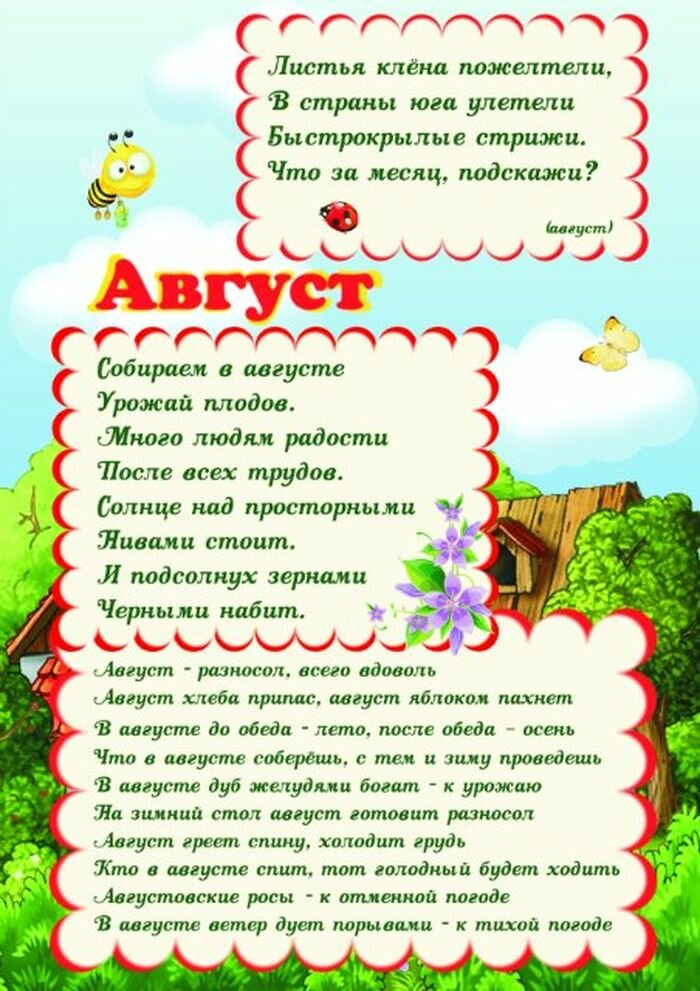 Листья клёна пожелтели,
В страны юга улетели
Быстрокрылые стрижи.
Что за месяц, подскажи?
(август)
Август
Собираем в августе
Урожай плодов.
Много людям радости
После всех трудов.
Солнце над просторными
Нивами стоит.
И подсолнух зернами
Черными набит.
Август - разносол, всего вдоволь
Август хлеба припас, август яблоком пахнет
В августе до обеда - лето, после обеда - осень
Что в августе соберёшь, с тем и зиму проведешь
В августе дуб желудями богат - к урожаю
На зимний стол август готовит разносол
Август греет спину, холодит грудь
Кто в августе спит, тот голодный будет ходить
Августовские росы - к отменной погоде
В августе ветер дует порывами - к тихой погоде